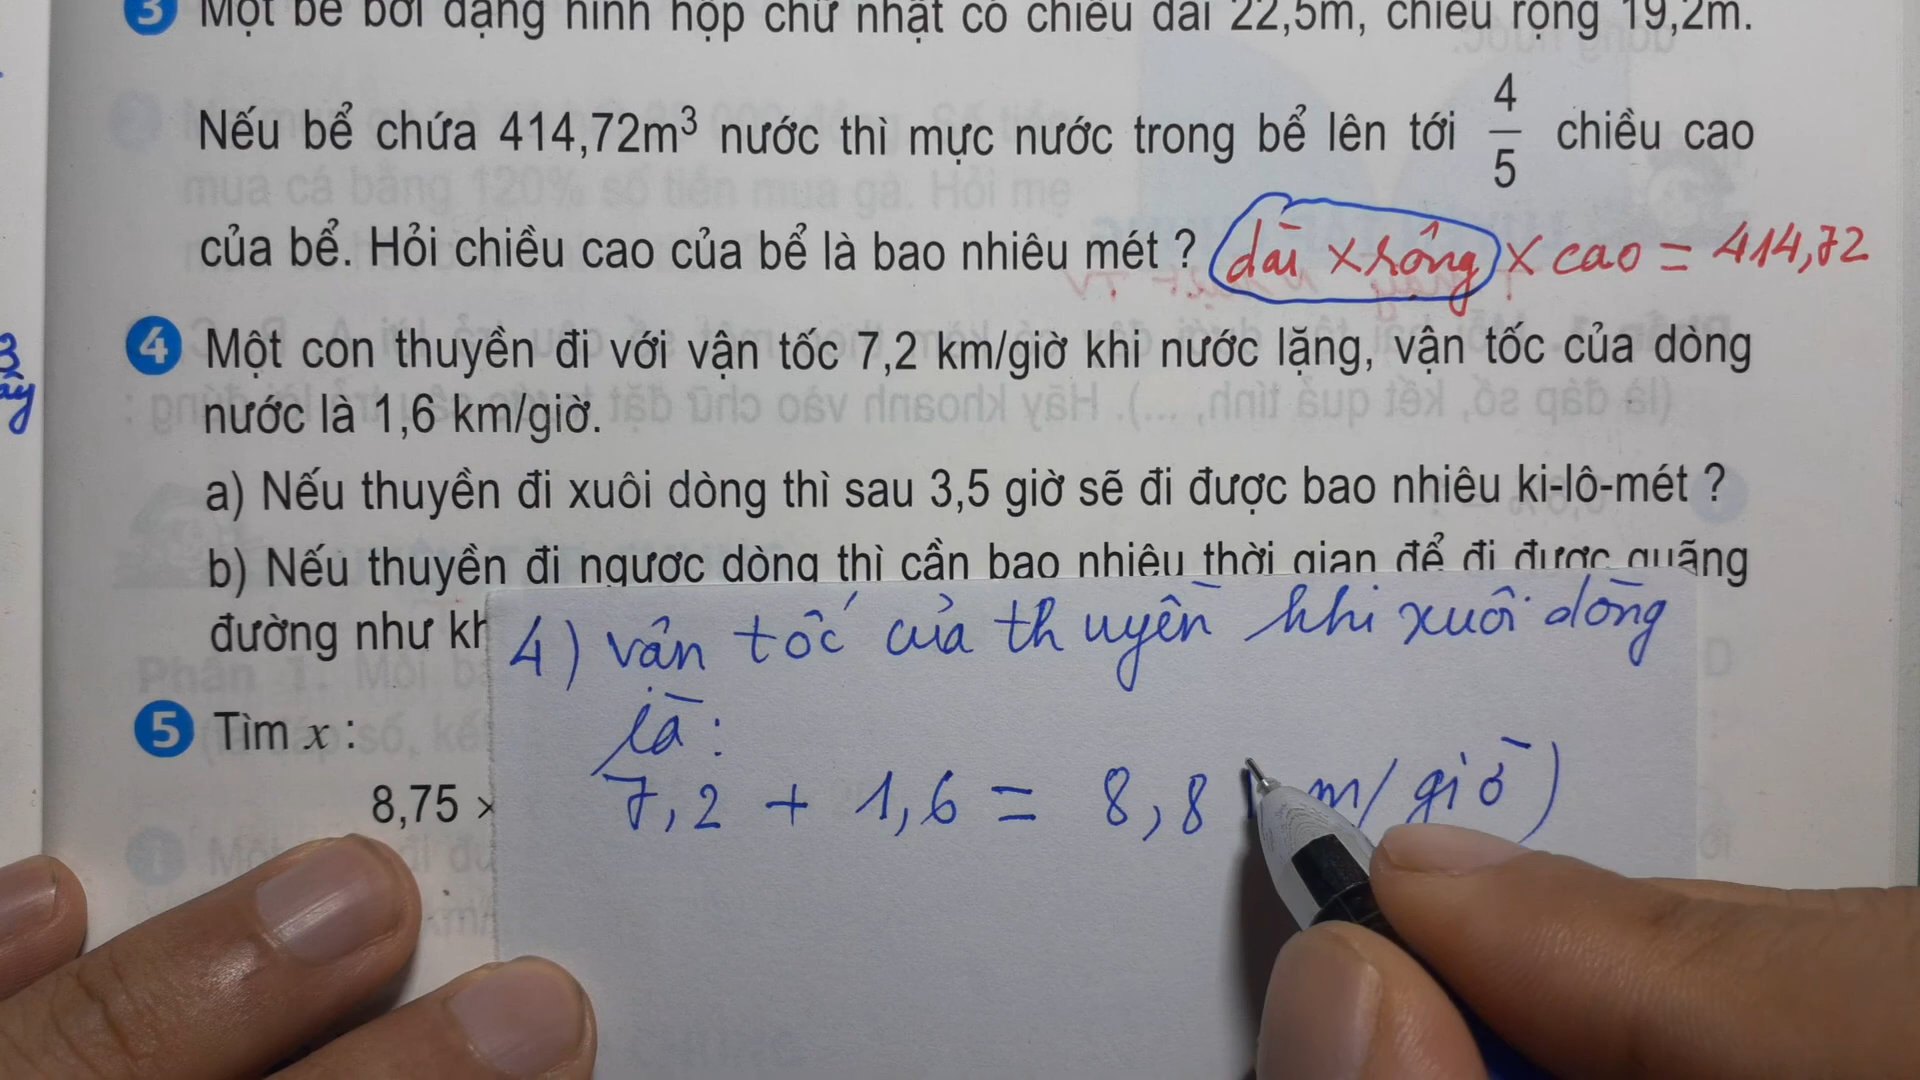 3 Một bể bơi dạng hình hộp chữ nhật có chiều dài 22,5m, chiều rộng 19,2m.
Nếu bể chứa 414,72m³ nước thì mực nước trong bể lên tới 4/5 chiều cao
của bể. Hỏi chiều cao của bể là bao nhiêu mét ? dài x rộng x cao = 414,72
4 Một con thuyền đi với vận tốc 7,2 km/giờ khi nước lặng, vận tốc của dòng
nước là 1,6 km/giờ.
a) Nếu thuyền đi xuôi dòng thì sau 3,5 giờ sẽ đi được bao nhiêu ki-lô-mét ?
b) Nếu thuyền đi ngược dòng thì cần bao nhiêu thời gian để đi được quãng
đường như kh
4) vận tốc của thuyền khi xuôi dòng
là:
7,2 + 1,6 = 8,8 m/giờ)
5 Tìm x :
8,75 ×